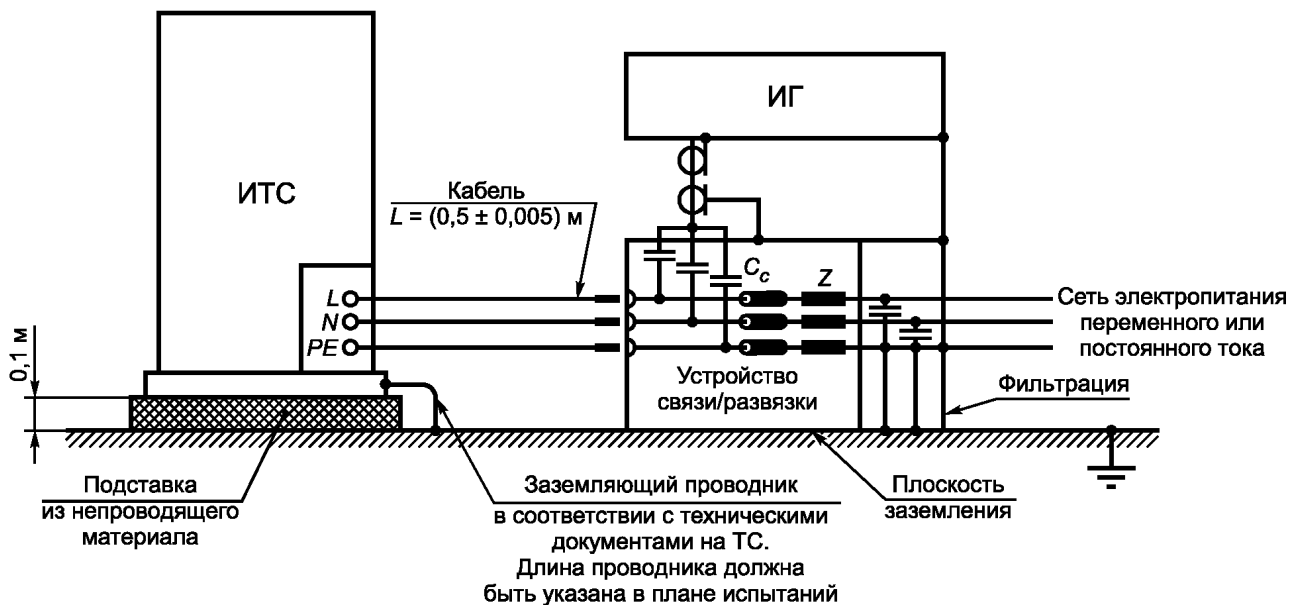 ИГ
ИТС
Кабель
L = (0,5 ± 0,005) м
Cc
Z
L
N
PE
Сеть электропитания
переменного или
постоянного тока
0,1 м
Устройство
связи/развязки
Фильтрация
Подставка
из непроводящего
материала
Заземляющий проводник
в соответствии с техническими
документами на ТС.
Длина проводника должна
быть указана в плане испытаний
Плоскость
заземления